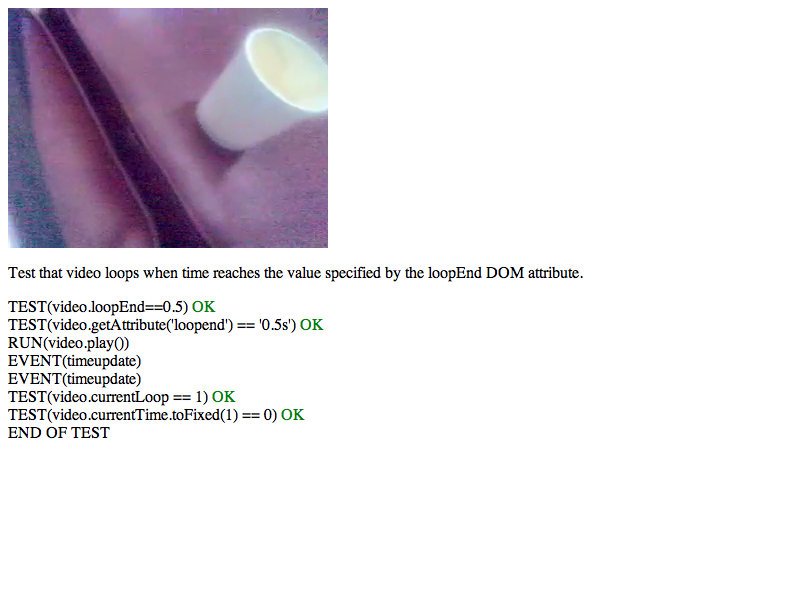 Test that video loops when time reaches the value specified by the loopEnd DOM attribute.
TEST(video.loopEnd==0.5) OK
TEST(video.getAttribute('loopend') == '0.5s') OK
RUN(video.play())
EVENT(timeupdate)
EVENT(timeupdate)
TEST(video.currentLoop == 1) OK
TEST(video.currentTime.toFixed(1) == 0) OK
END OF TEST